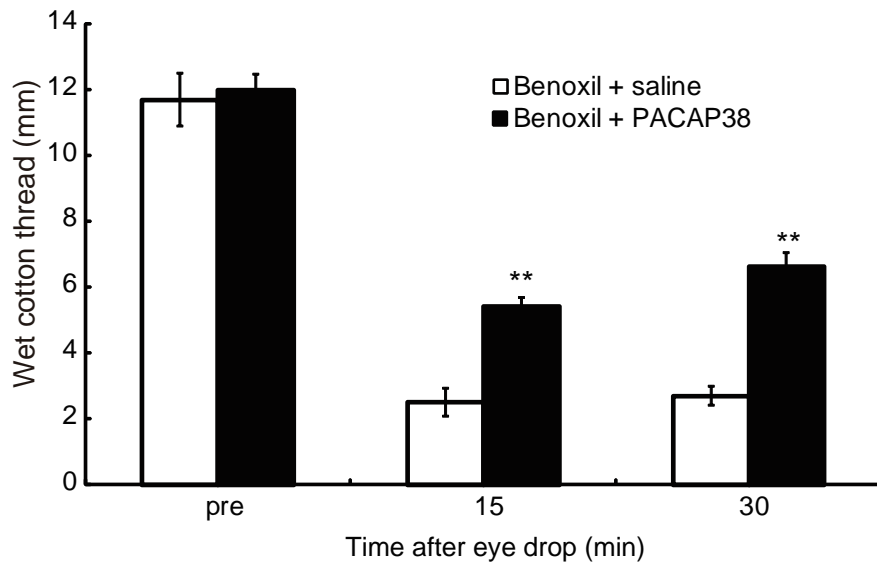 14
12
10
8
6
4
2
0
Wet cotton thread (mm)
Benoxil + saline
Benoxil + PACAP38
**
**
pre 15 30
Time after eye drop (min)